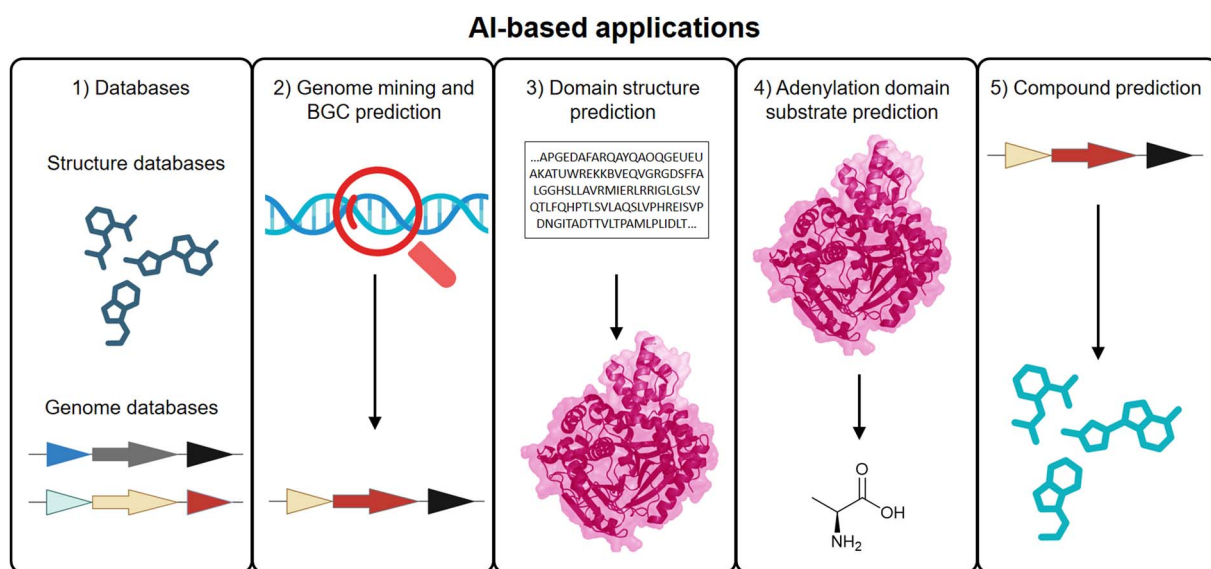 AI-based applications
1) Databases
Structure databases
Genome databases
2) Genome mining and
BGC prediction
3) Domain structure
prediction
...APGEDAFARQAYQAOQGEUEU
AKATUWREKKBVEQVGRGDSFFA
LGGHSLLAVRMIERLRRIGLGLSV
QTLFQHPTLSVLAQSLVPHREISVP
DNGITADTTVLTPAMLPLIDLT...
4) Adenylation domain
substrate prediction
O
OH
NH₂
5) Compound prediction